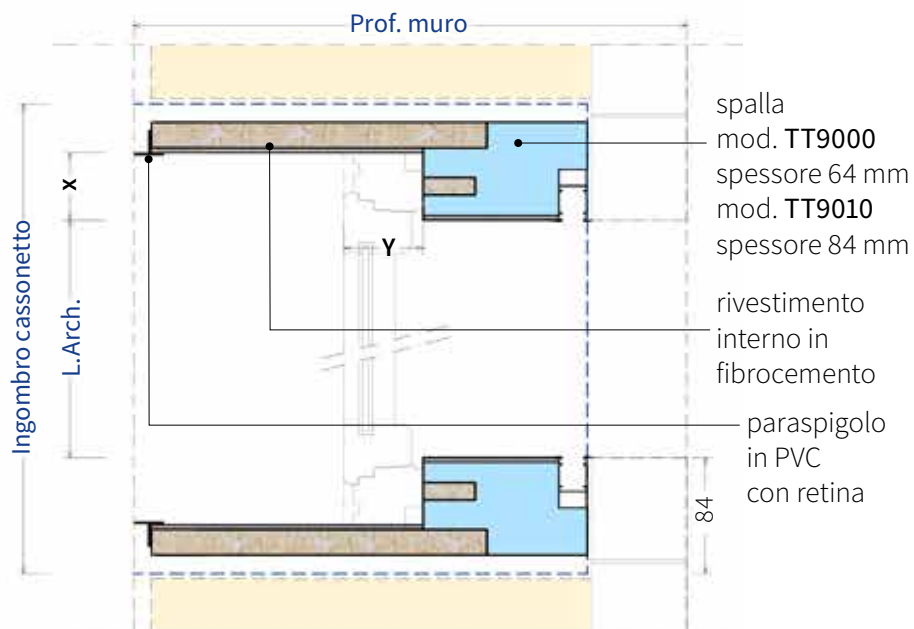 Prof. muro
Ingombro cassonetto
x
L.Arch.
Y
spalla
mod. TT9000
spessore 64 mm
mod. TT9010
spessore 84 mm
rivestimento
interno in
fibrocemento
paraspigolo
in PVC
con retina
84